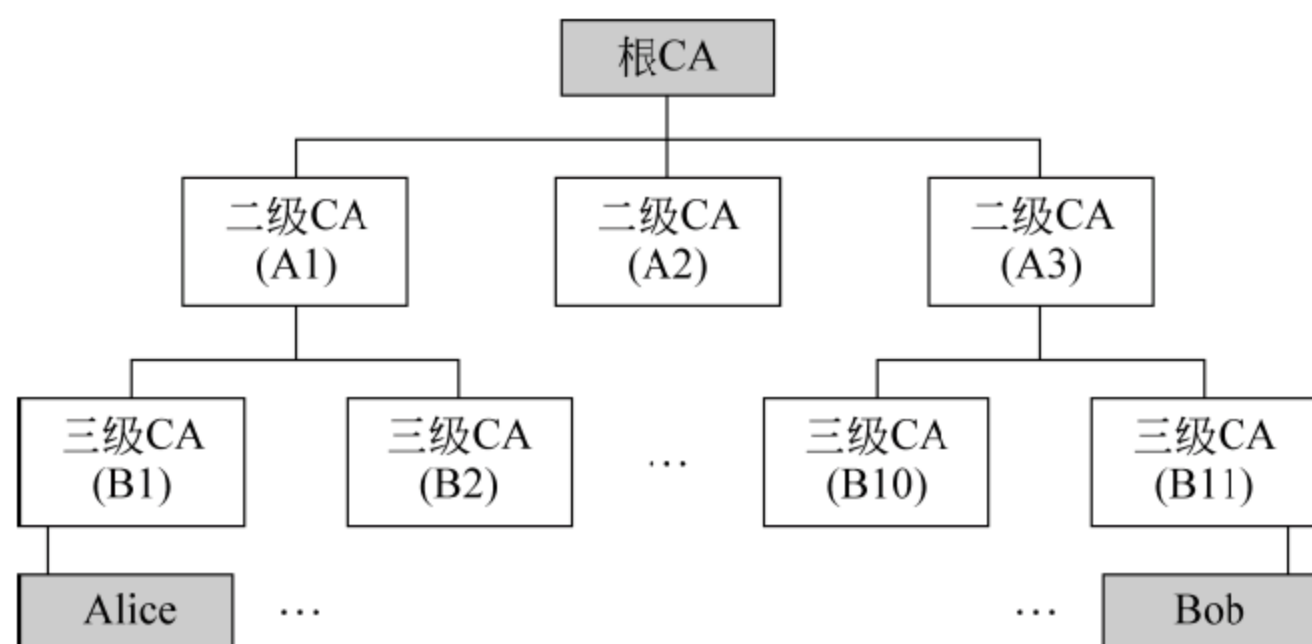 根CA
二级CA
(A1)
二级CA
(A2)
二级CA
(A3)
三级CA
(B1)
三级CA
(B2)
…
三级CA
(B10)
三级CA
(B11)
Alice
…
…
Bob